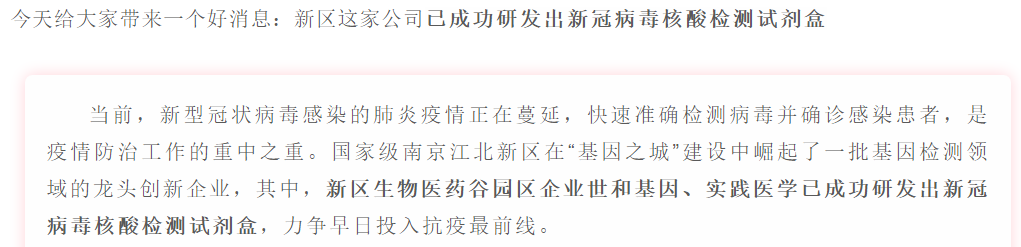 今天给大家带来一个好消息：新区这家公司已成功研发出新冠病毒核酸检测试剂盒
当前，新型冠状病毒感染的肺炎疫情正在蔓延，快速准确检测病毒并确诊感染患者，是
疫情防治工作的重中之重。国家级南京江北新区在“基因之城”建设中崛起了一批基因检测领
域的龙头创新企业，其中，新区生物医药谷园区企业世和基因、实践医学已成功研发出新冠
病毒核酸检测试剂盒，力争早日投入抗疫最前线。